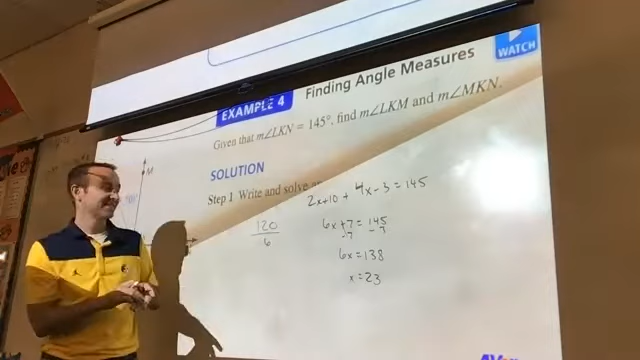 WATCH
EXAMPLE 4 Finding Angle Measures
Given that m∠LKN = 145°, find m∠LKM and m∠MKN.
SOLUTION
Step 1 Write and solve an
M
2x+10 + 4x-3 = 145
120
6
6x+7 = 145
-7 -7
6x = 138
x = 23